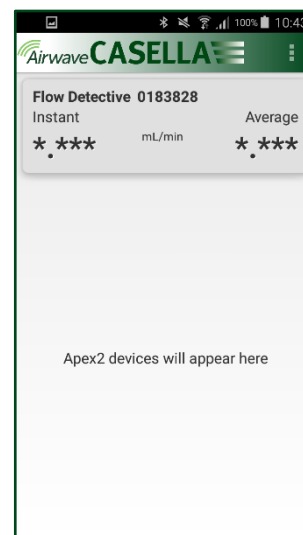 100% 10:43
Airwave CASELLA
Flow Detective 0183828
Instant Average
*.*** mL/min *.***
Apex2 devices will appear here